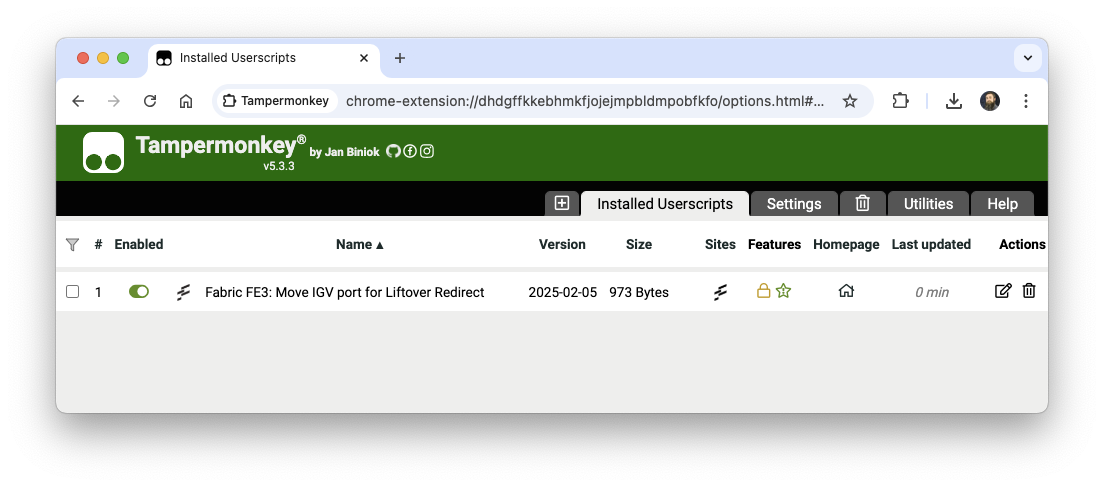 Installed Userscripts
Tampermonkey
chrome-extension://dhdgffkkebhmkfjojejmpbldmpobfkfo/options.html#...
Tampermonkey® by Jan Biniok
v5.3.3
Installed Userscripts Settings Utilities Help
# Enabled Name ▲ Version Size Sites Features Homepage Last updated Actions
1 Fabric FE3: Move IGV port for Liftover Redirect 2025-02-05 973 Bytes 0 min